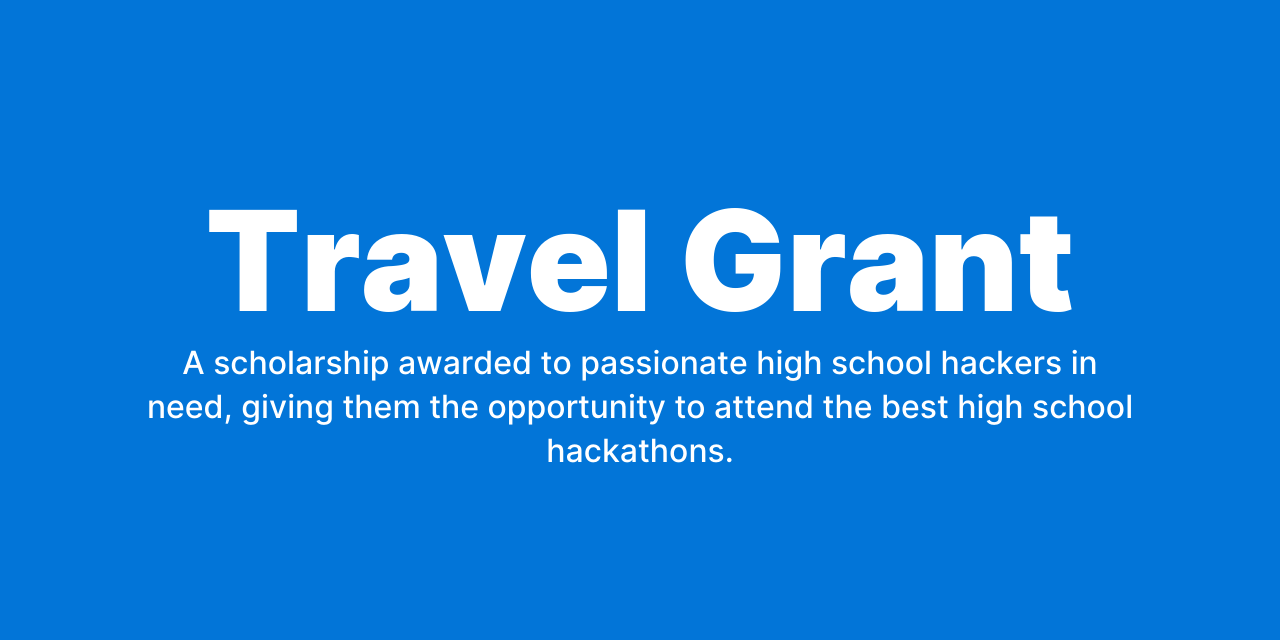 Travel Grant
A scholarship awarded to passionate high school hackers in
need, giving them the opportunity to attend the best high school
hackathons.